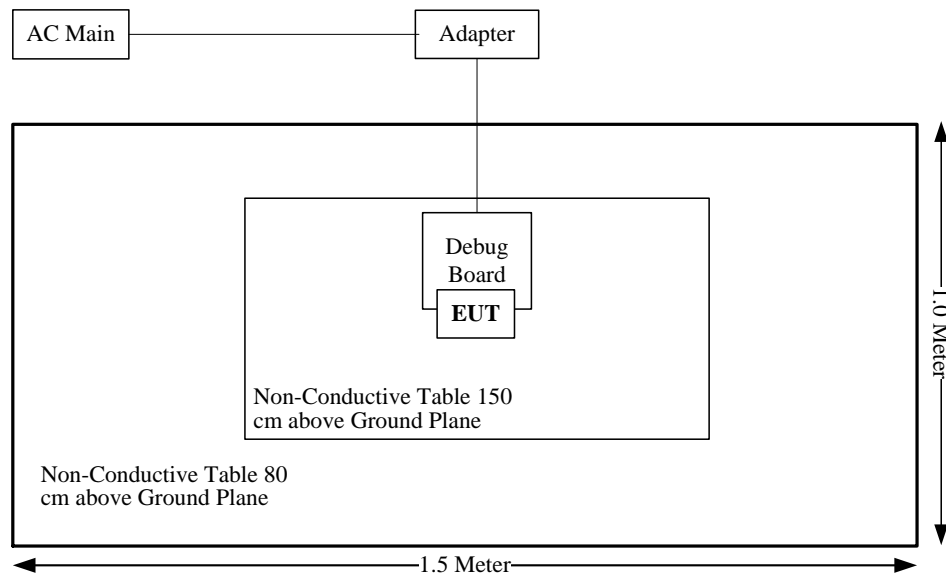 AC Main
Adapter
Debug
Board
EUT
Non-Conductive Table 150
cm above Ground Plane
Non-Conductive Table 80
cm above Ground Plane
1.0 Meter
1.5 Meter